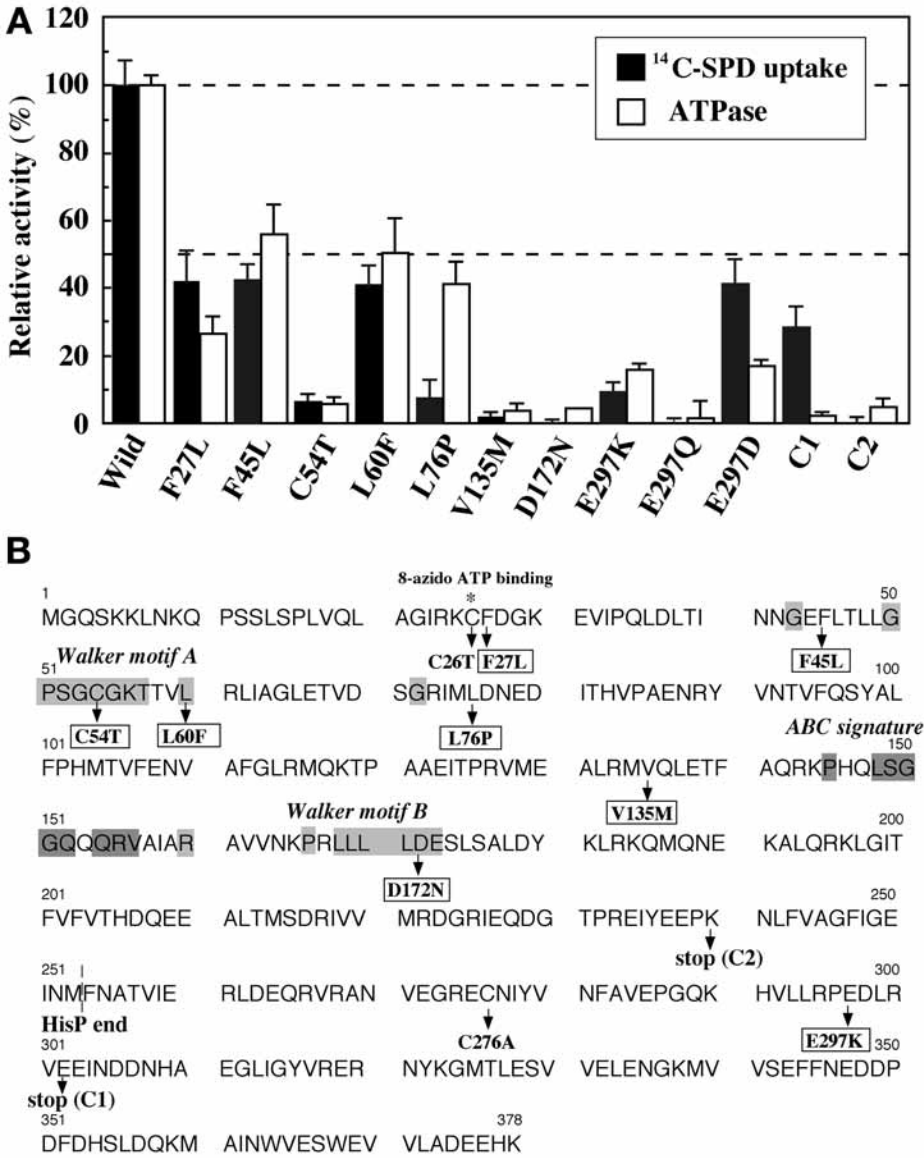 A
120
100
80
60
40
20
0
Relative activity (%)
14C-SPD uptake
ATPase
Wild F27L F45L C54T L60F L76P V135M D172N E297K E297Q E297D C1 C2
B
1 8-azido ATP binding 50
*
MGQSKKLNKQ PSSLSPLVQL AGIRKCFDGK EVIPQLDLTI NNGEFLTLLG
Walker motif A C26T F27L F45L
51 100
PSGCGKTTVL RLIAGLETVD SGRIMLDNED ITHVPAENRY VNTVFQSYAL
C54T L60F L76P ABC signature
101 150
FPHMTVFENV AFGLRMQKTP AAEITPRVME ALRMVQLETF AQRKPHQLSG
151 Walker motif B V135M 200
GQQQRVAIAR AVVNKPRLLL LDESLSALDY KLRKQMQNE KALQRKLGIT
201 D172N 250
FVFVTHDQEE ALTMSDRIVV MRDGRIEQDG TPREIYEEPK NLFVAGFIGE
251 stop (C2) 300
INMFNATVIE RLDEQRVRAN VEGRECNIYV NFAVEPGQK HVLLRPEDLR
HisP end C276A E297K
301 350
VEEINDDNHA EGLIGYVRER NYKGMTLESV VELENGKMV VSEFFNEDDP
stop (C1)
351 378
DFDHSLDQKM AINWVESWEV VLADEEHK